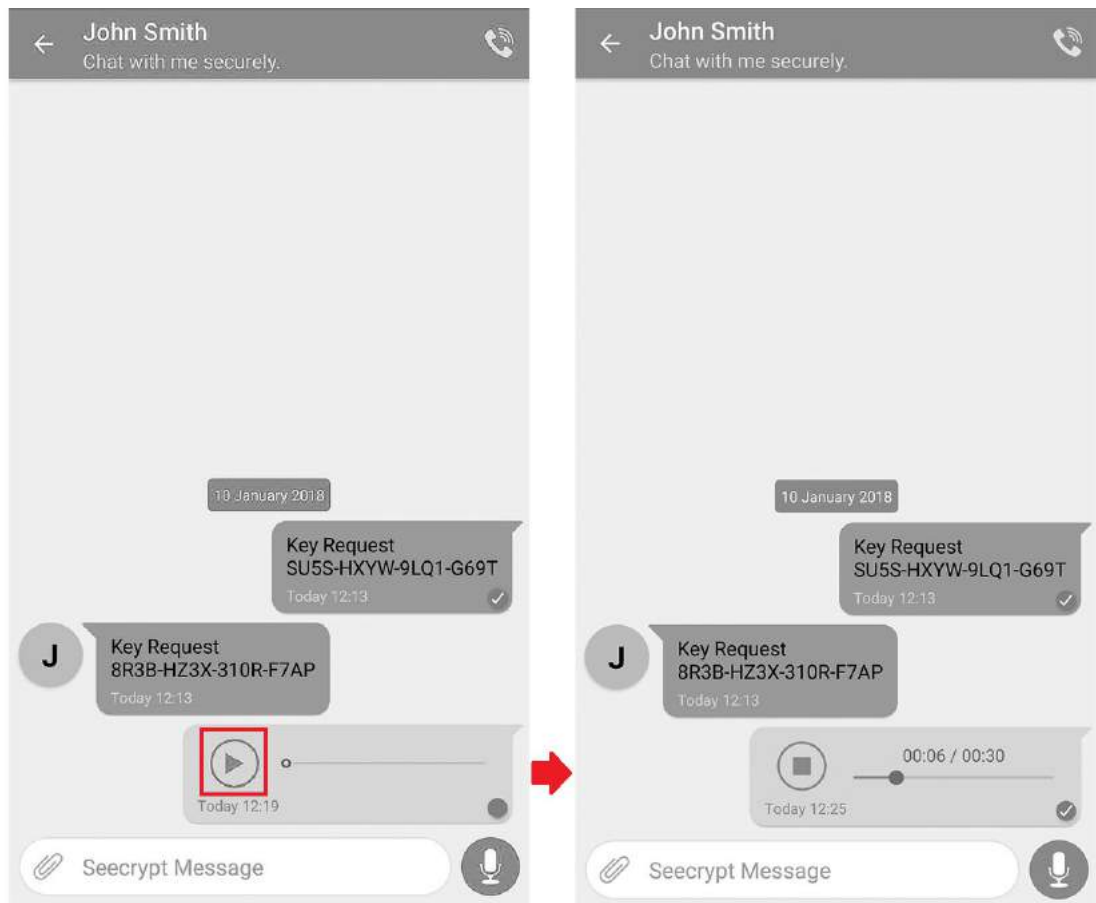 John Smith
Chat with me securely.
10 January 2018
Key Request
SU5S-HXYW-9LQ1-G69T
Today 12:13
J
Key Request
8R3B-HZ3X-310R-F7AP
Today 12:13
Today 12:19
Seecrypt Message
John Smith
Chat with me securely.
10 January 2018
Key Request
SU5S-HXYW-9LQ1-G69T
Today 12:13
J
Key Request
8R3B-HZ3X-310R-F7AP
Today 12:13
00:06 / 00:30
Today 12:25
Seecrypt Message